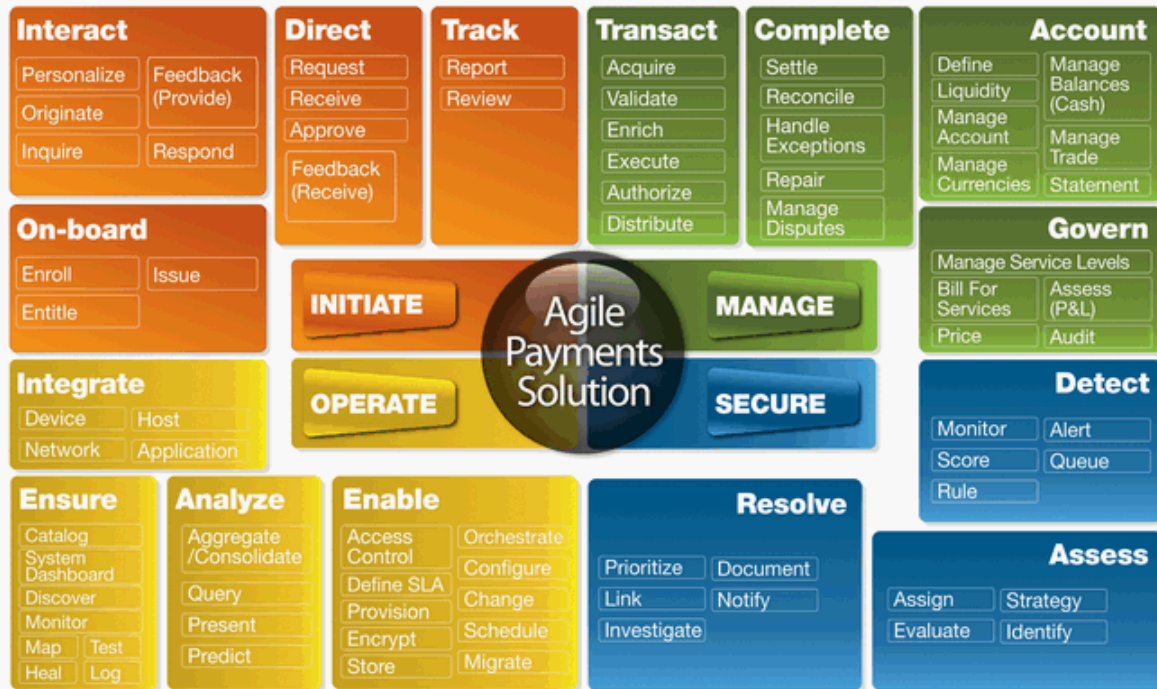 Interact
Personalize
Originate
Inquire
Feedback
(Provide)
Respond
Direct
Request
Receive
Approve
Feedback
(Receive)
Track
Report
Review
Transact
Acquire
Validate
Enrich
Execute
Authorize
Distribute
Complete
Settle
Reconcile
Handle
Exceptions
Repair
Manage
Disputes
Account
Define
Liquidity
Manage
Account
Manage
Currencies
Manage
Balances
(Cash)
Manage
Trade
Statement
On-board
Enroll
Entitle
Issue
Govern
Manage Service Levels
Bill For
Services
Price
Assess
(P&L)
Audit
INITIATE
MANAGE
Agile
Payments
Solution
OPERATE
SECURE
Integrate
Device
Host
Network
Application
Detect
Monitor
Score
Rule
Alert
Queue
Ensure
Catalog
System
Dashboard
Discover
Monitor
Map
Test
Heal
Log
Analyze
Aggregate
/Consolidate
Query
Present
Predict
Enable
Access
Control
Define SLA
Provision
Encrypt
Store
Orchestrate
Configure
Change
Schedule
Migrate
Resolve
Prioritize
Link
Investigate
Document
Notify
Assess
Assign
Evaluate
Strategy
Identify